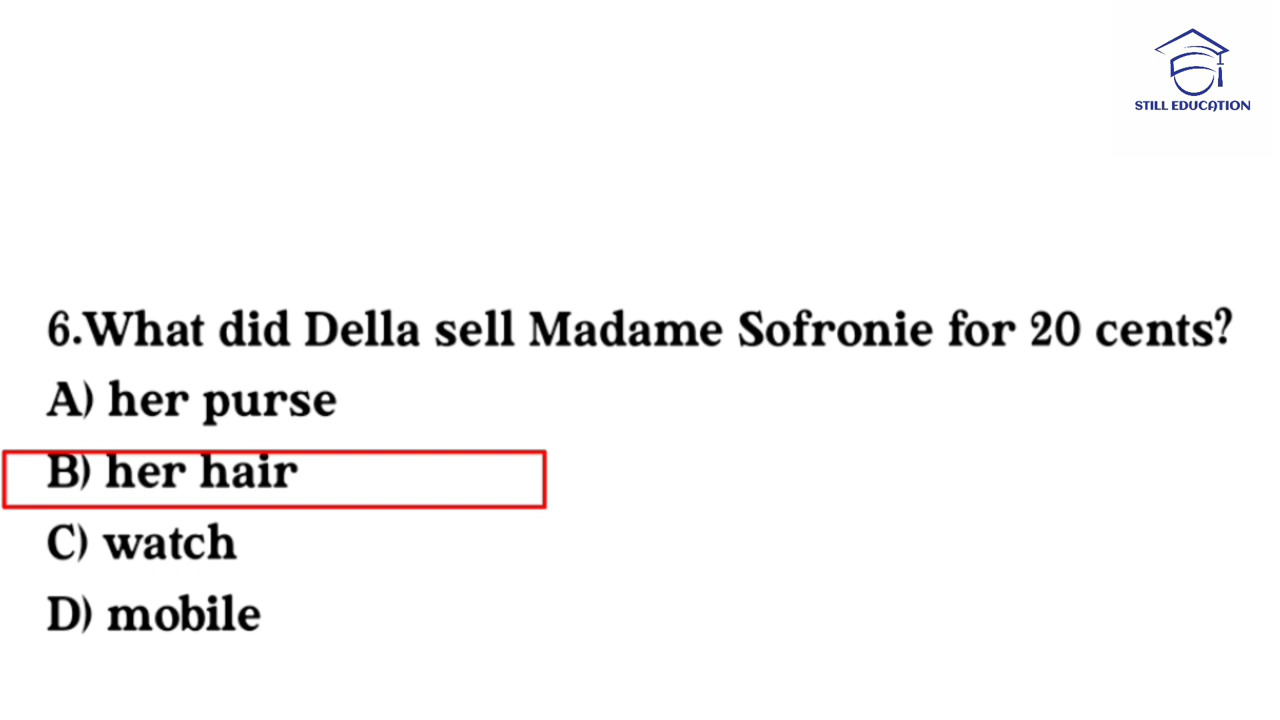 STILL EDUCATION
6.What did Della sell Madame Sofronie for 20 cents?
A) her purse
B) her hair
C) watch
D) mobile